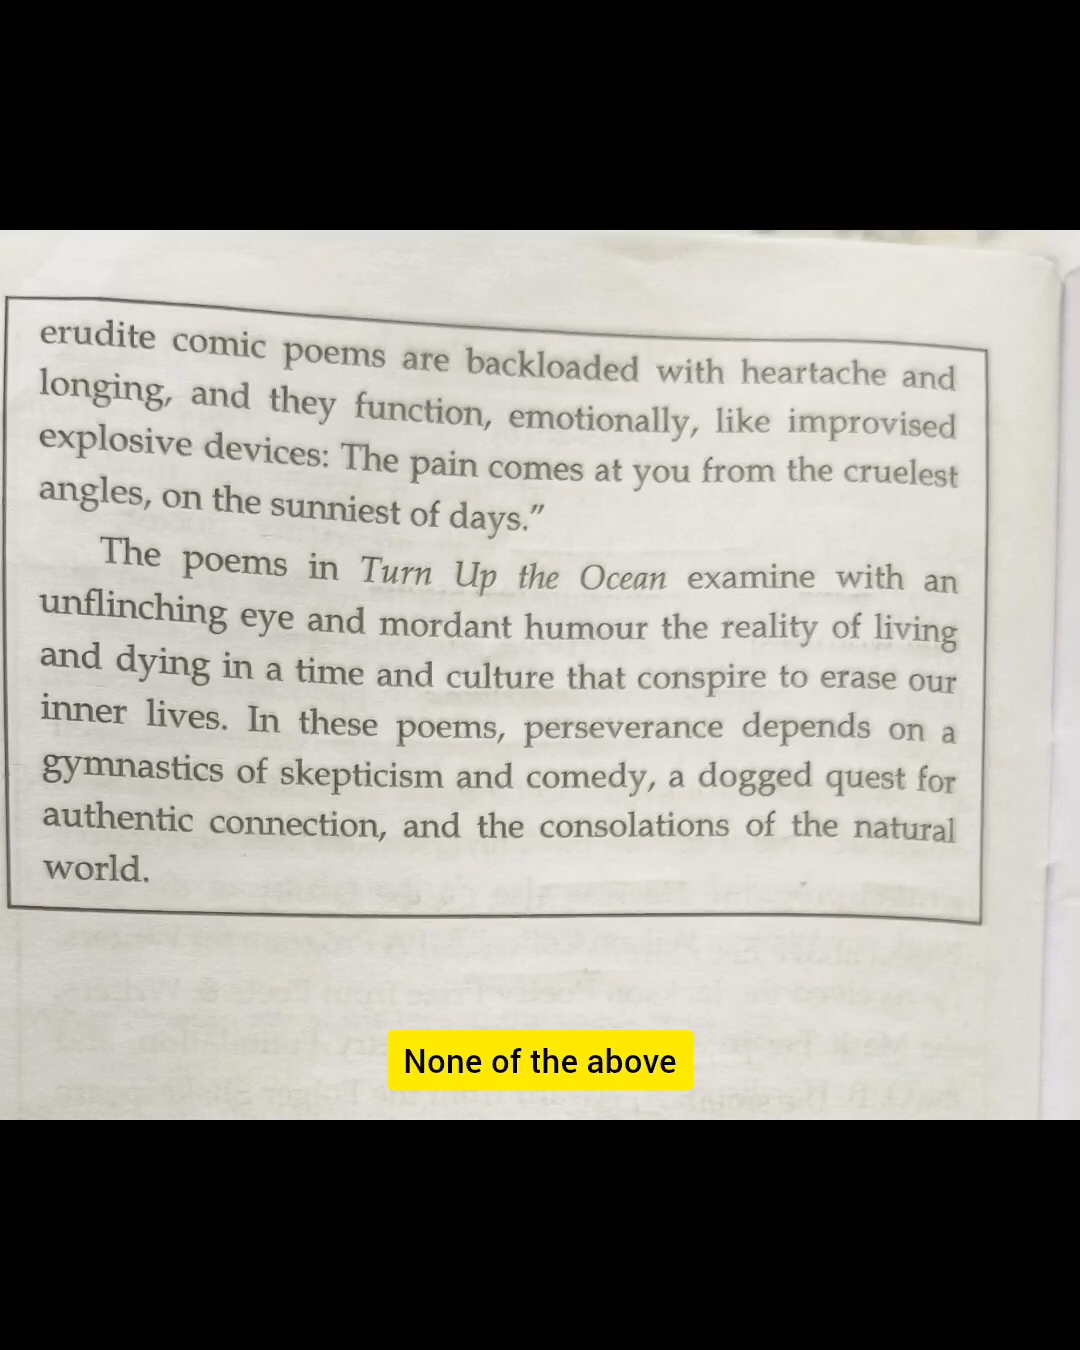 erudite comic poems are backloaded with heartache and
longing, and they function, emotionally, like improvised
explosive devices: The pain comes at you from the cruelest
angles, on the sunniest of days.”
The poems in Turn Up the Ocean examine with an
unflinching eye and mordant humour the reality of living
and dying in a time and culture that conspire to erase our
inner lives. In these poems, perseverance depends on a
gymnastics of skepticism and comedy, a dogged quest for
authentic connection, and the consolations of the natural
world.
None of the above